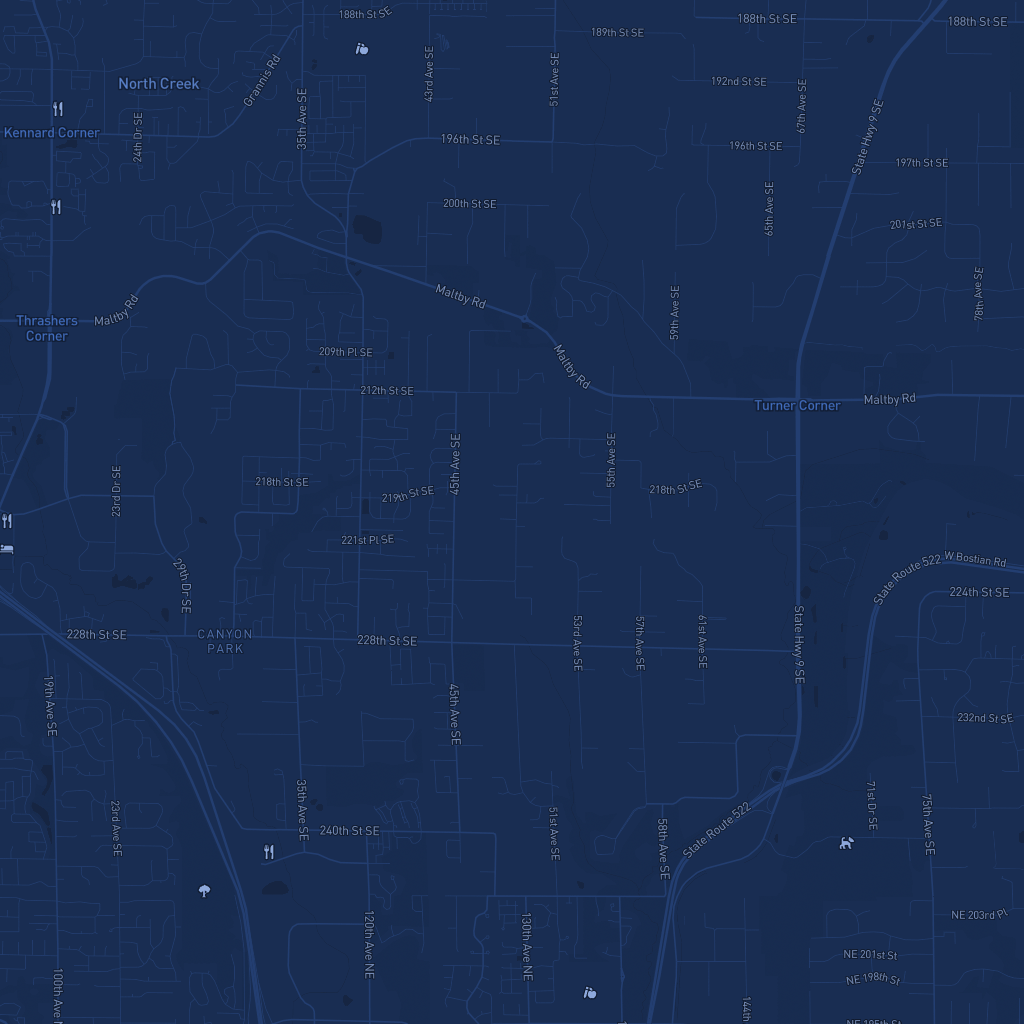 188th St SE
188th St SE
188th St SE
189th St SE
43rd Ave SE
51st Ave SE
Grannis Rd
North Creek
192nd St SE
67th Ave SE
35th Ave SE
Kennard Corner
24th Dr SE
196th St SE
196th St SE
State Hwy 9 SE
197th St SE
200th St SE
65th Ave SE
201st St SE
Maltby Rd
Maltby Rd
59th Ave SE
78th Ave SE
Thrashers
Corner
209th Pl SE
Maltby Rd
212th St SE
Turner Corner
Maltby Rd
45th Ave SE
55th Ave SE
23rd Dr SE
218th St SE
219th St SE
218th St SE
221st Pl SE
29th Dr SE
State Route 522
W Bostian Rd
224th St SE
228th St SE
CANYON
PARK
228th St SE
53rd Ave SE
57th Ave SE
61st Ave SE
State Hwy 9 SE
19th Ave SE
45th Ave SE
232nd St SE
35th Ave SE
23rd Ave SE
240th St SE
51st Ave SE
58th Ave SE
State Route 522
71st Dr SE
75th Ave SE
120th Ave NE
130th Ave NE
NE 203rd Pl
NE 201st St
NE 198th St
100th Ave
144th
NE 195th St